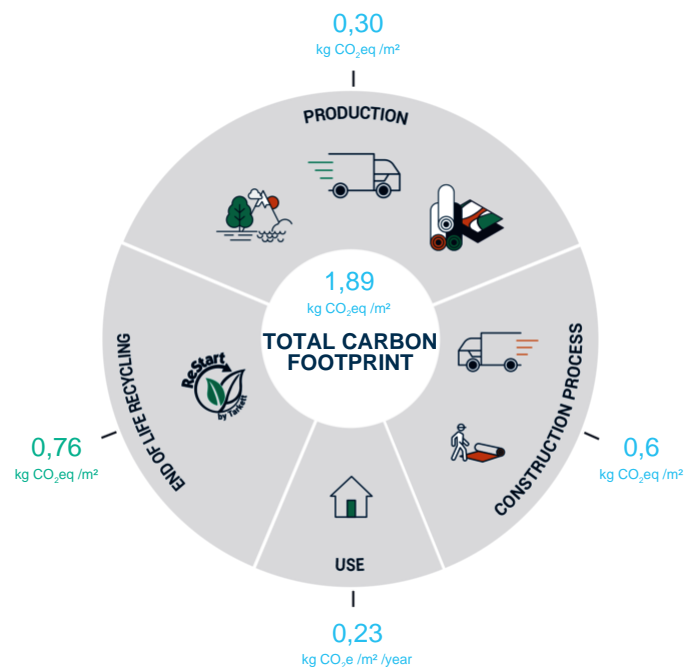 0,30
kg CO₂eq /m²
PRODUCTION
1,89
kg CO₂eq /m²
TOTAL CARBON
FOOTPRINT
CONSTRUCTION PROCESS
0,6
kg CO₂eq /m²
USE
0,23
kg CO₂e /m² /year
END OF LIFE RECYCLING
ReStart
by Tarkett
0,76
kg CO₂eq /m²